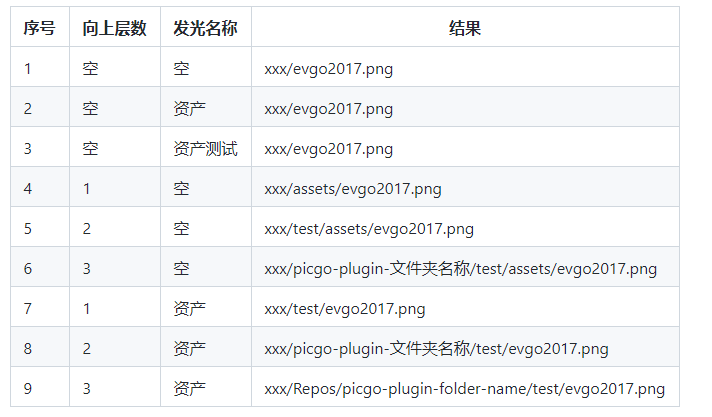 序号 向上层数 发光名称 结果
1 空 空 xxx/evgo2017.png
2 空 资产 xxx/evgo2017.png
3 空 资产测试 xxx/evgo2017.png
4 1 空 xxx/assets/evgo2017.png
5 2 空 xxx/test/assets/evgo2017.png
6 3 空 xxx/picgo-plugin-文件夹名称/test/assets/evgo2017.png
7 1 资产 xxx/test/evgo2017.png
8 2 资产 xxx/picgo-plugin-文件夹名称/test/evgo2017.png
9 3 资产 xxx/Repos/picgo-plugin-folder-name/test/evgo2017.png